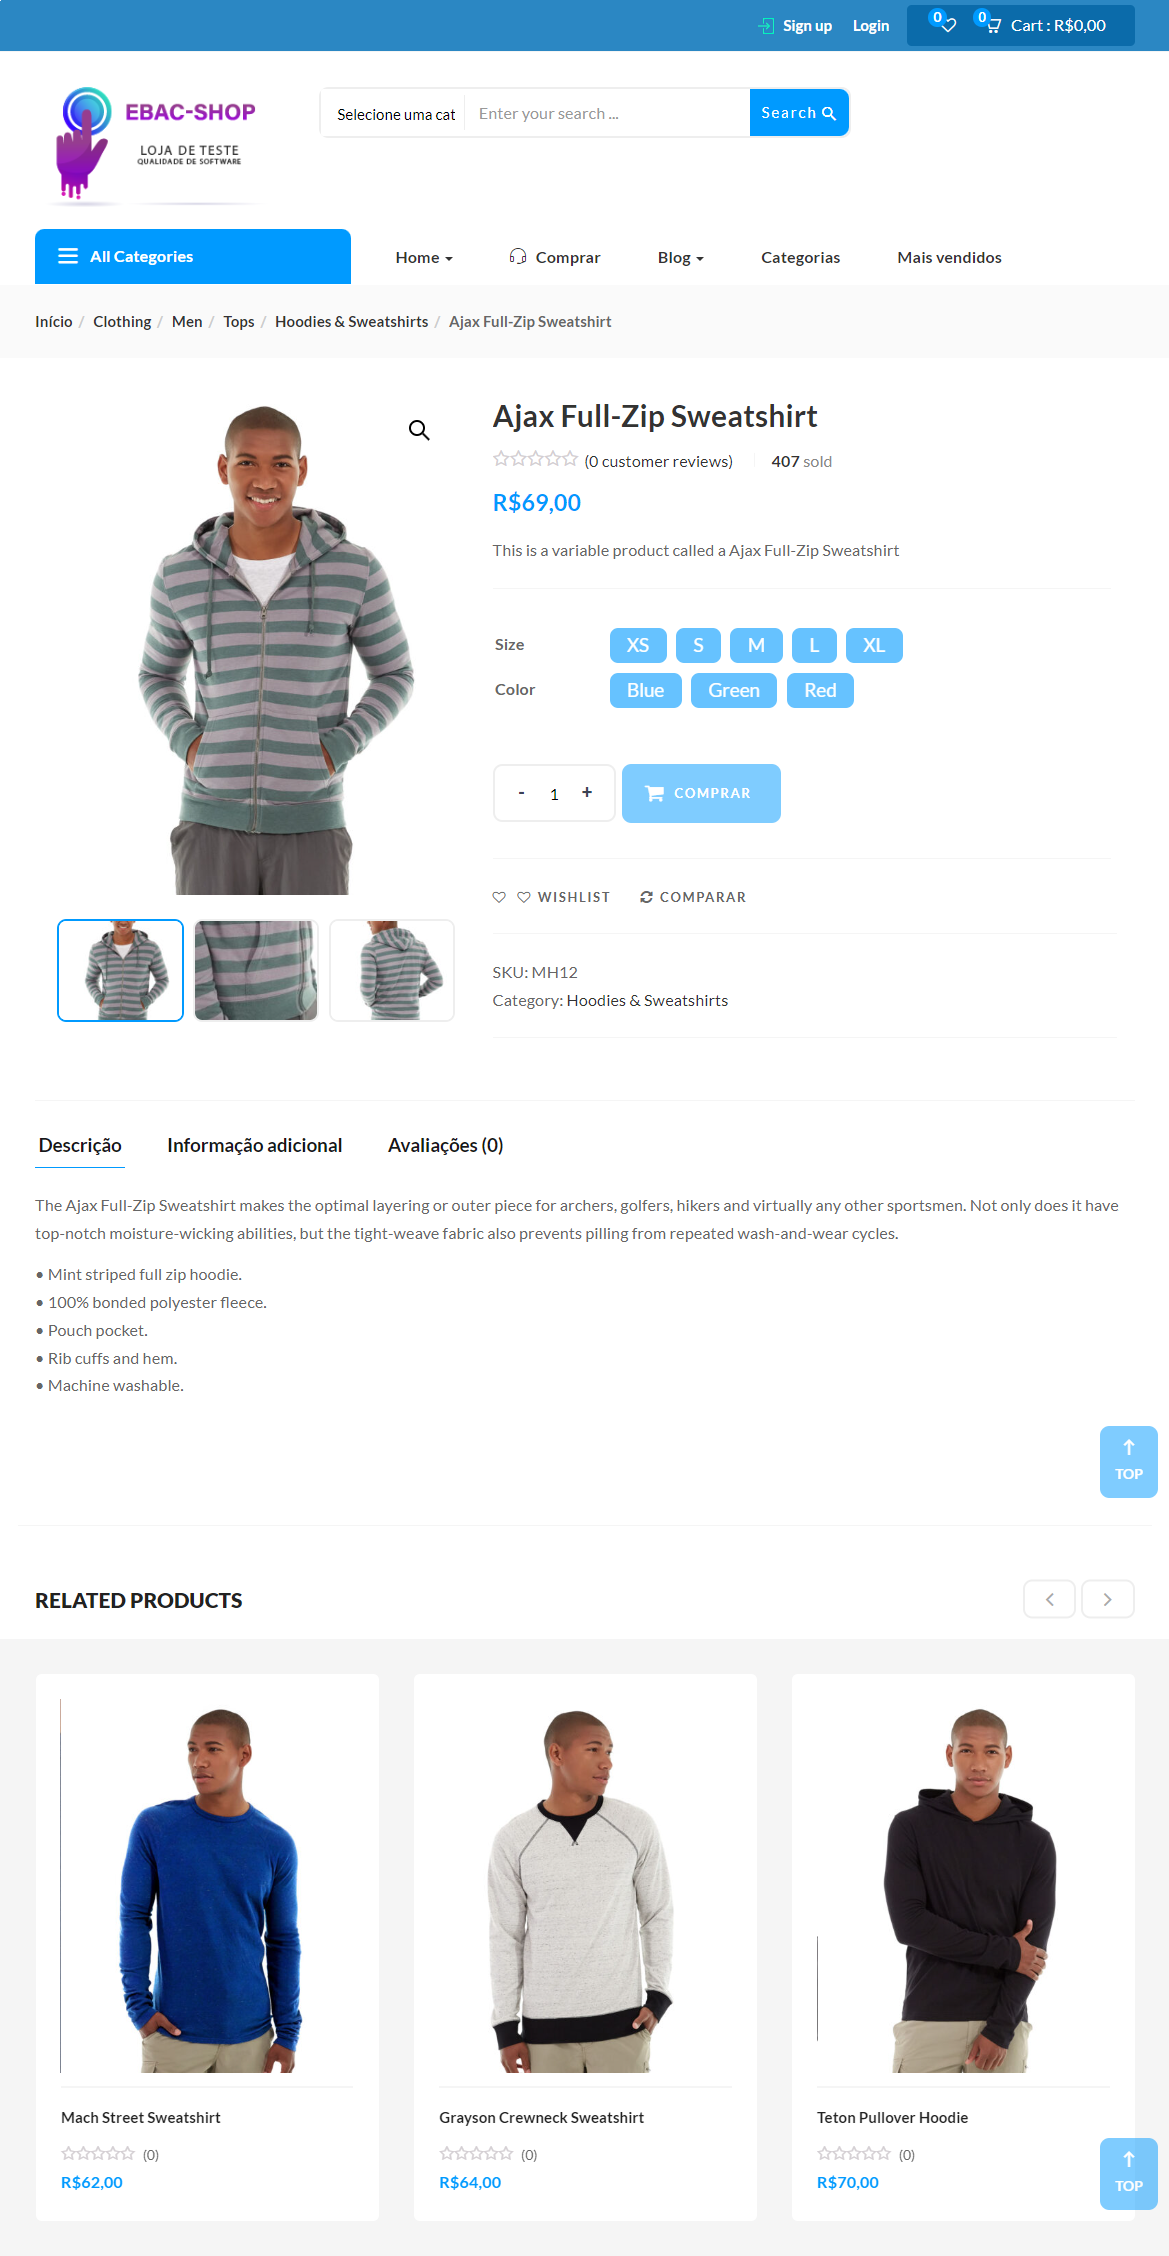 Sign up Login 0 0 Cart : R$0,00
EBAC-SHOP
LOJA DE TESTE
QUALIDADE DE SOFTWARE
Selecione uma cat Enter your search ... Search
All Categories Home Comprar Blog Categorias Mais vendidos
Início / Clothing / Men / Tops / Hoodies & Sweatshirts / Ajax Full-Zip Sweatshirt
Ajax Full-Zip Sweatshirt
(0 customer reviews) 407 sold
R$69,00
This is a variable product called a Ajax Full-Zip Sweatshirt
Size XS S M L XL
Color Blue Green Red
- 1 + COMPRAR
WISHLIST COMPARAR
SKU: MH12
Category: Hoodies & Sweatshirts
Descrição Informação adicional Avaliações (0)
The Ajax Full-Zip Sweatshirt makes the optimal layering or outer piece for archers, golfers, hikers and virtually any other sportsmen. Not only does it have
top-notch moisture-wicking abilities, but the tight-weave fabric also prevents pilling from repeated wash-and-wear cycles.
• Mint striped full zip hoodie.
• 100% bonded polyester fleece.
• Pouch pocket.
• Rib cuffs and hem.
• Machine washable.
TOP
RELATED PRODUCTS
Mach Street Sweatshirt
(0)
R$62,00
Grayson Crewneck Sweatshirt
(0)
R$64,00
Teton Pullover Hoodie
(0)
R$70,00
TOP